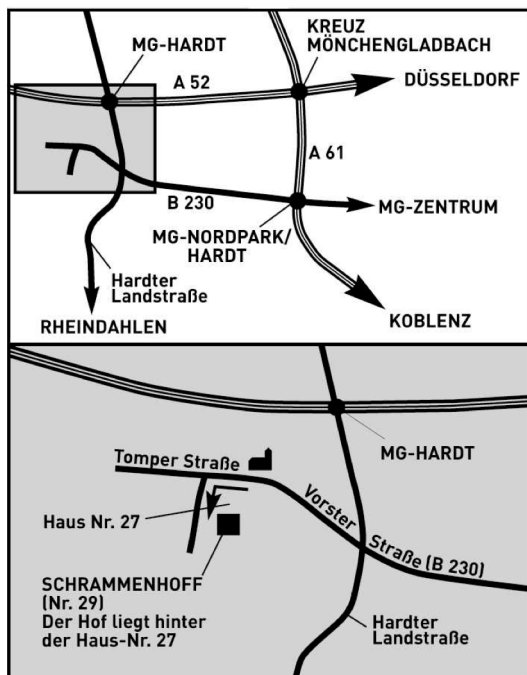 KREUZ
MÖNCHENGLADBACH
MG-HARDT
A 52
DÜSSELDORF
A 61
B 230
MG-ZENTRUM
MG-NORDPARK/
HARDT
Hardter
Landstraße
RHEINDAHLEN
KOBLENZ
MG-HARDT
Tomper Straße
Vorster
Straße (B 230)
Haus Nr. 27
SCHRAMMENHOFF
(Nr. 29)
Der Hof liegt hinter
der Haus-Nr. 27
Hardter
Landstraße